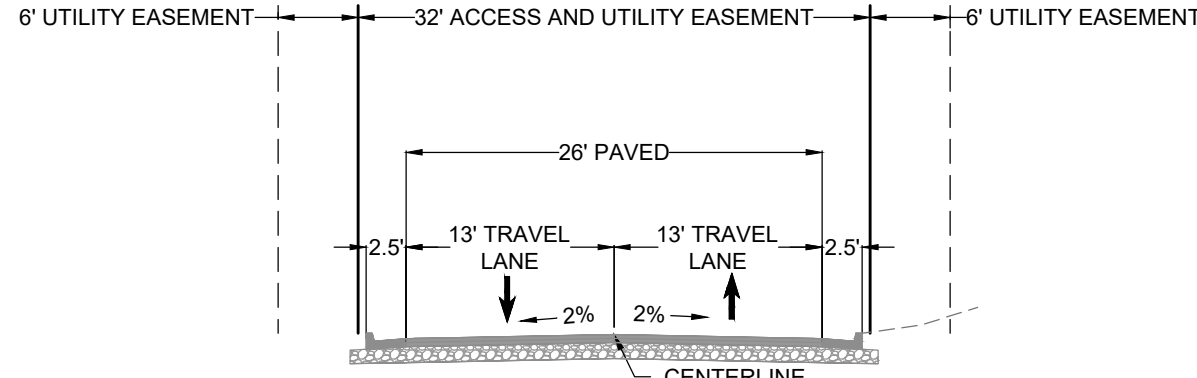 6' UTILITY EASEMENT
32' ACCESS AND UTILITY EASEMENT
6' UTILITY EASEMENT
26' PAVED
2.5'
13' TRAVEL
LANE
13' TRAVEL
LANE
2.5'
2%
2%
CENTERLINE